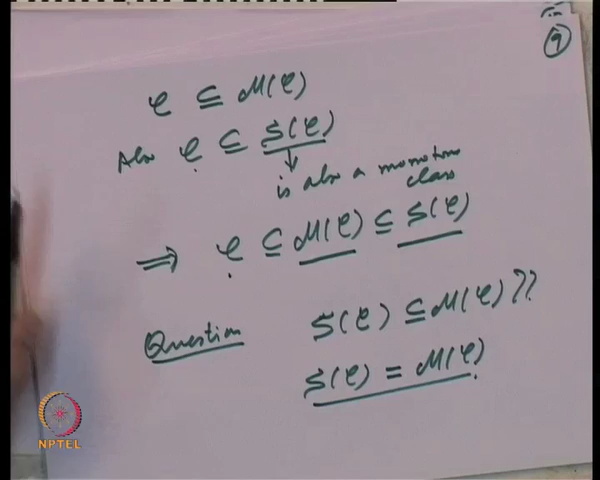 9
𝒞 ⊆ ℳ(𝒞)
Also 𝒞 ⊆ 𝒮(𝒞)
↓
is also a monotone
class
⇒ 𝒞 ⊆ ℳ(𝒞) ⊆ 𝒮(𝒞)
Question 𝒮(𝒞) ⊆ ℳ(𝒞)??
𝒮(𝒞) = ℳ(𝒞).
NPTEL